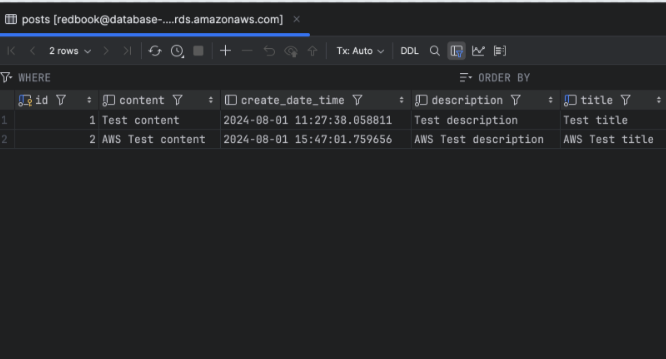 posts [redbook@database-....rds.amazonaws.com]
2 rows Tx: Auto DDL
WHERE ORDER BY
id content create_date_time description title
1 1 Test content 2024-08-01 11:27:38.058811 Test description Test title
2 2 AWS Test content 2024-08-01 15:47:01.759656 AWS Test description AWS Test title